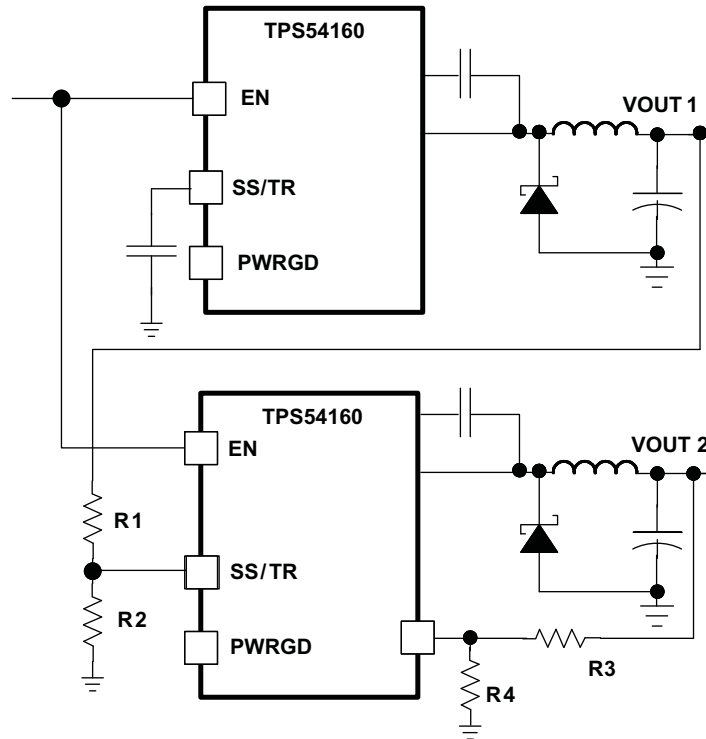 TPS54160
EN
VOUT 1
SS/TR
PWRGD
TPS54160
EN
VOUT 2
R1
SS/TR
R2
PWRGD
R3
R4